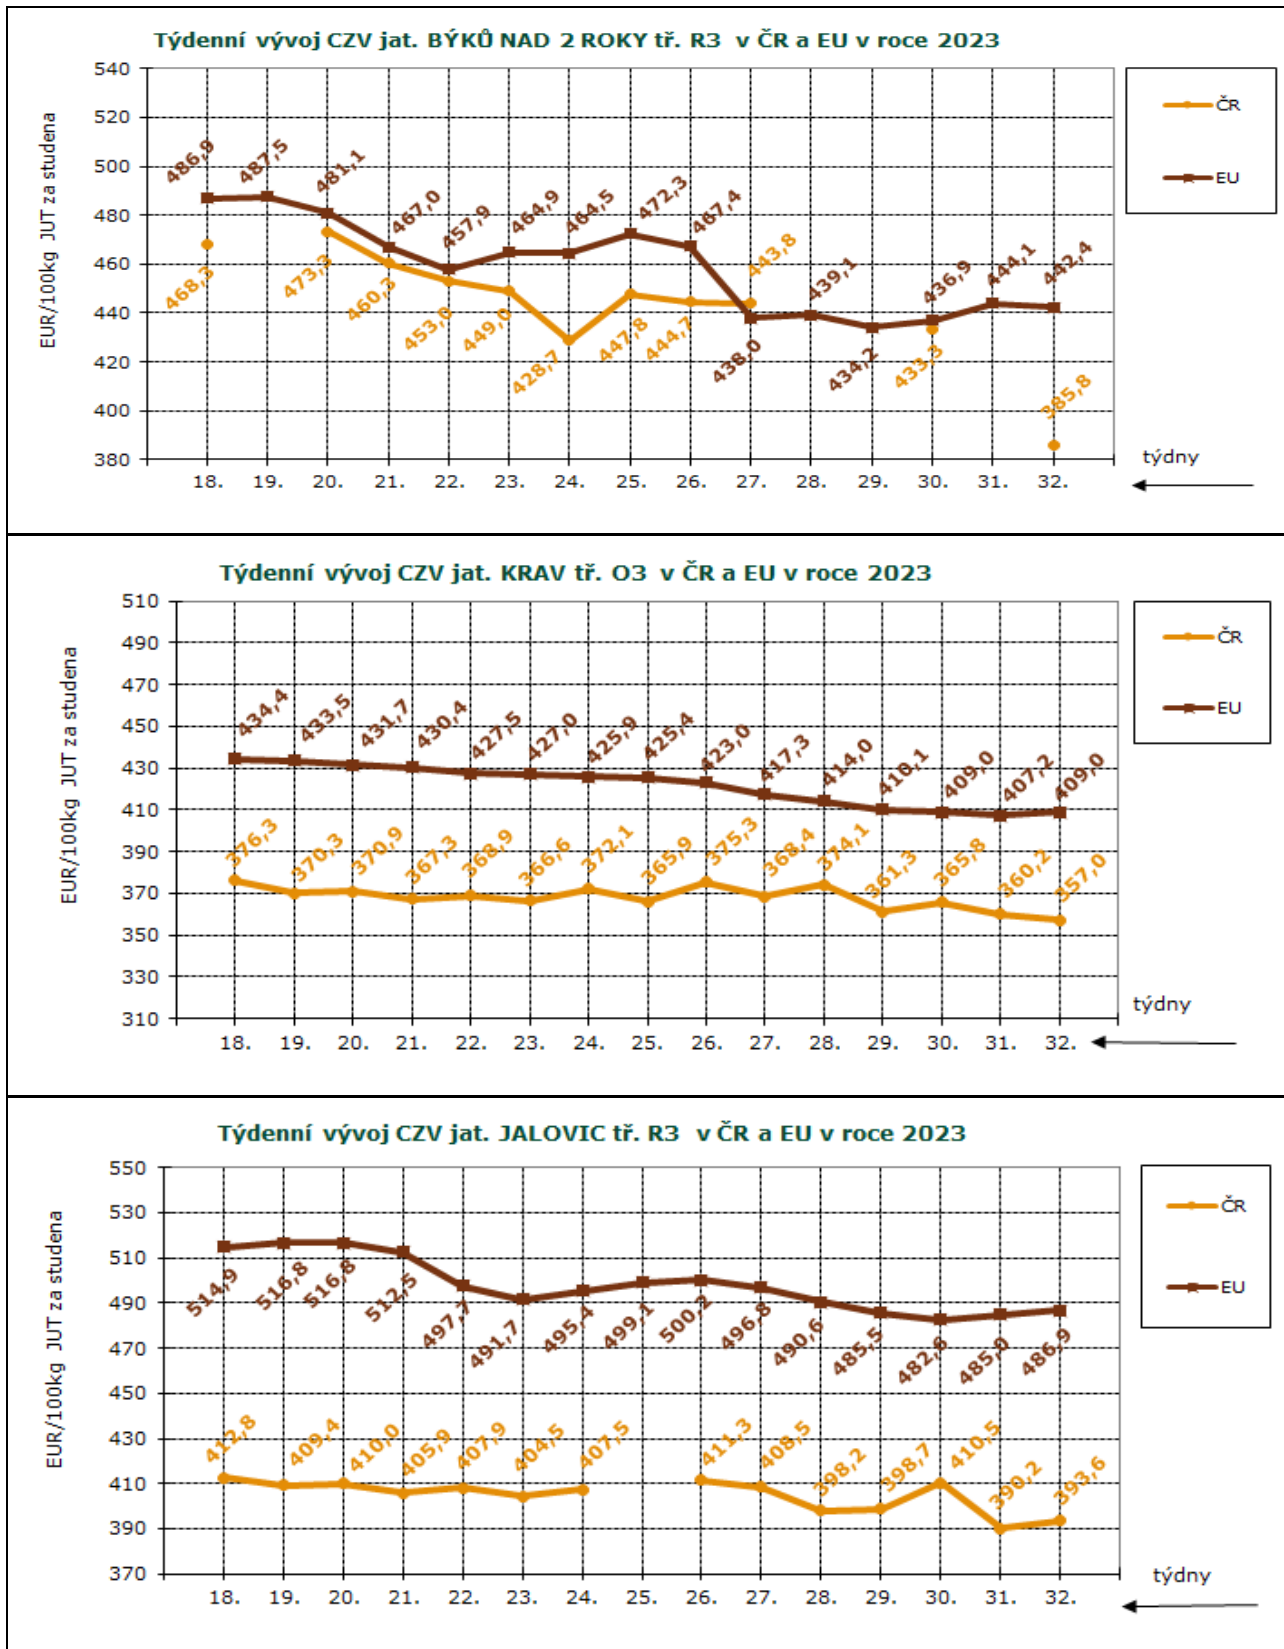 Týdenní vývoj CZV jat. BÝKŮ NAD 2 ROKY tř. R3 v ČR a EU v roce 2023
EUR/100kg JUT za studena
540
520
500
480
460
440
420
400
380
486,9 487,5 481,1 467,0 457,9 464,9 464,5 472,3 467,4 438,0 439,1 434,2 436,9 444,1 442,4
468,3 473,3 460,3 453,0 449,0 428,7 447,8 444,7 443,8 433,3 385,8
18. 19. 20. 21. 22. 23. 24. 25. 26. 27. 28. 29. 30. 31. 32.
týdny
ČR
EU
Týdenní vývoj CZV jat. KRAV tř. O3 v ČR a EU v roce 2023
EUR/100kg JUT za studena
510
490
470
450
430
410
390
370
350
330
310
434,4 433,5 431,7 430,4 427,5 427,0 425,9 425,4 423,0 417,3 414,0 410,1 409,0 407,2 409,0
376,3 370,3 370,9 367,3 368,9 366,6 372,1 365,9 375,3 368,4 374,1 361,3 365,8 360,2 357,0
18. 19. 20. 21. 22. 23. 24. 25. 26. 27. 28. 29. 30. 31. 32.
týdny
ČR
EU
Týdenní vývoj CZV jat. JALOVIC tř. R3 v ČR a EU v roce 2023
EUR/100kg JUT za studena
550
530
510
490
470
450
430
410
390
370
514,9 516,8 516,8 512,5 497,7 491,7 495,4 499,1 500,2 496,8 490,6 485,5 482,6 485,0 486,9
412,8 409,4 410,0 405,9 407,9 404,5 407,5 411,3 408,5 398,2 398,7 410,5 390,2 393,6
18. 19. 20. 21. 22. 23. 24. 25. 26. 27. 28. 29. 30. 31. 32.
týdny
ČR
EU